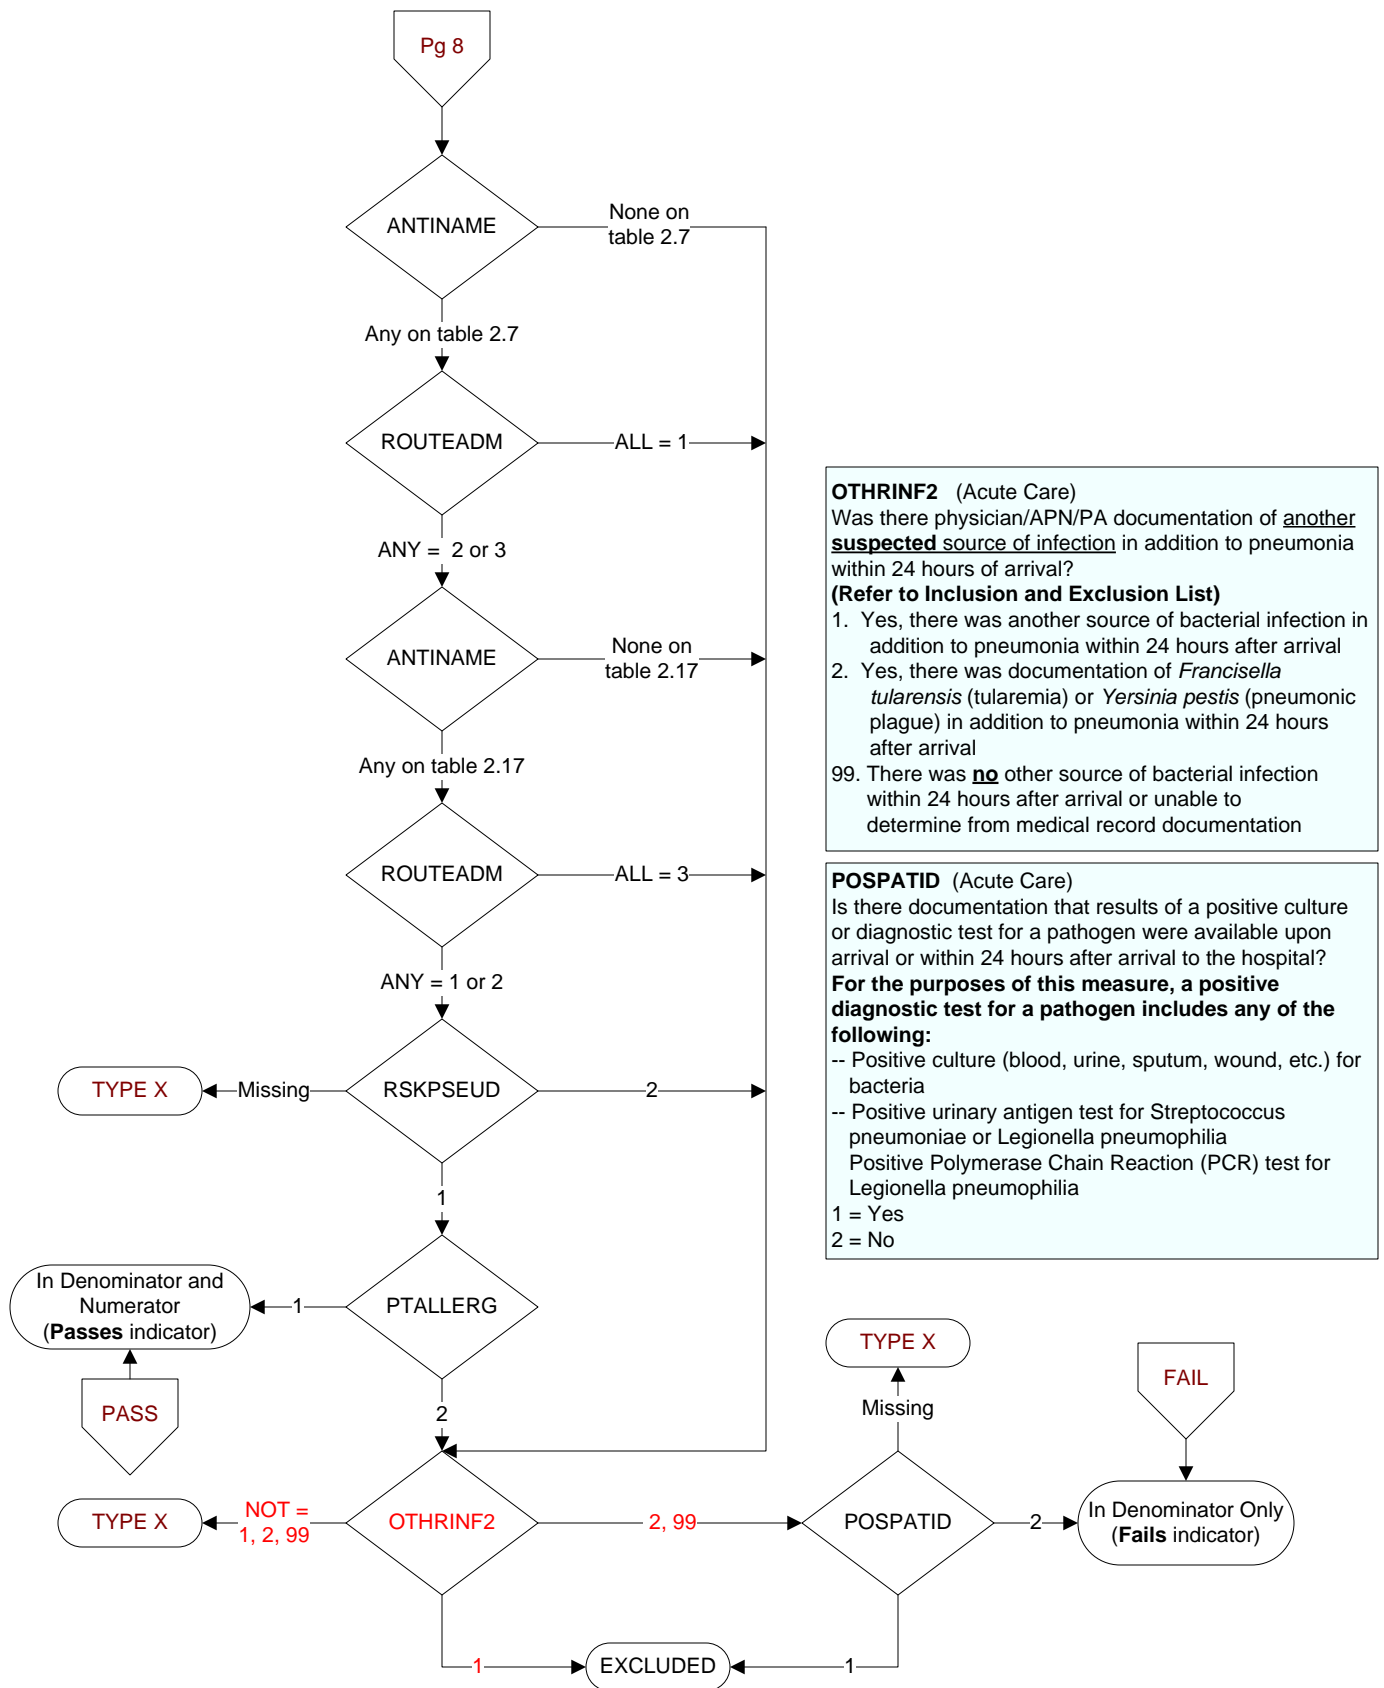 Pg 8
ANTINAME
None on
table 2.7
Any on table 2.7
ROUTEADM
ALL = 1
ANY =  2 or 3
ANTINAME
None on
table 2.17
Any on table 2.17
ROUTEADM
ALL = 3
ANY = 1 or 2
TYPE X
Missing
RSKPSEUD
2
1
In Denominator and
Numerator
(Passes indicator)
1
PTALLERG
PASS
2
TYPE X
NOT =
1, 2, 99
OTHRINF2
2, 99
1
EXCLUDED
1
OTHRINF2   (Acute Care)
Was there physician/APN/PA documentation of another
suspected source of infection in addition to pneumonia
within 24 hours of arrival?
(Refer to Inclusion and Exclusion List)
1.  Yes, there was another source of bacterial infection in
addition to pneumonia within 24 hours after arrival
2.  Yes, there was documentation of Francisella
tularensis (tularemia) or Yersinia pestis (pneumonic
plague) in addition to pneumonia within 24 hours
after arrival
99. There was no other source of bacterial infection
within 24 hours after arrival or unable to
determine from medical record documentation
POSPATID  (Acute Care)
Is there documentation that results of a positive culture
or diagnostic test for a pathogen were available upon
arrival or within 24 hours after arrival to the hospital?
For the purposes of this measure, a positive
diagnostic test for a pathogen includes any of the
following:
-- Positive culture (blood, urine, sputum, wound, etc.) for
bacteria
-- Positive urinary antigen test for Streptococcus
pneumoniae or Legionella pneumophilia
Positive Polymerase Chain Reaction (PCR) test for
Legionella pneumophilia
1 = Yes
2 = No
TYPE X
Missing
POSPATID
2
FAIL
In Denominator Only
(Fails indicator)